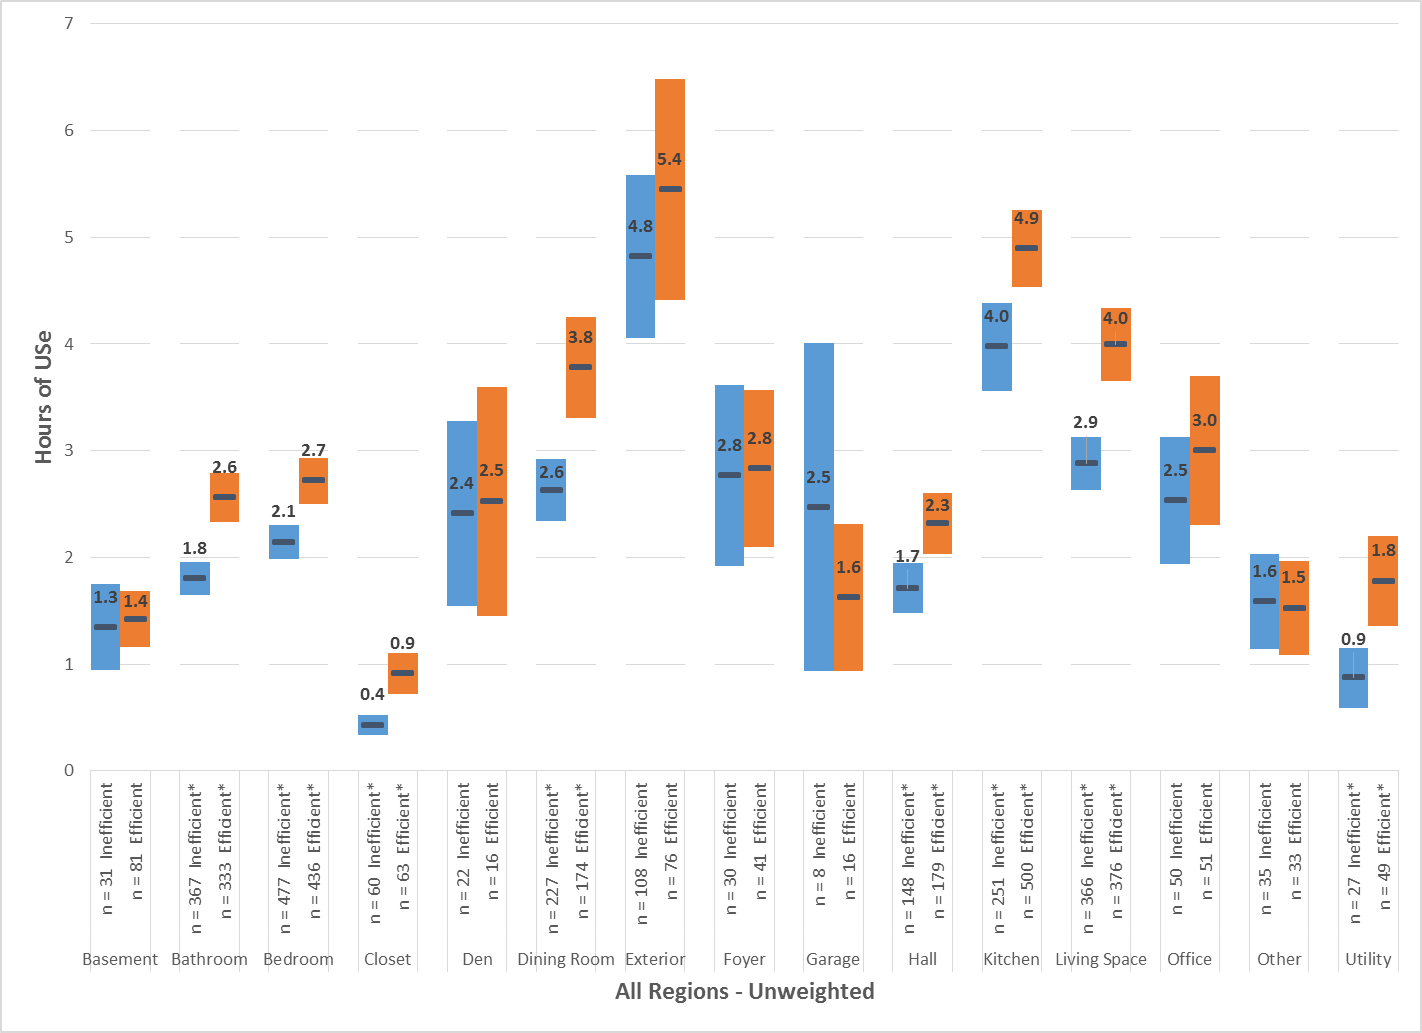 7
6
5
4
3
2
1
0
Hours of USe
1.3
1.4
1.8
2.6
2.1
2.7
0.4
0.9
2.4
2.5
2.6
3.8
4.8
5.4
2.8
2.8
2.5
1.6
1.7
2.3
4.0
4.9
2.9
4.0
2.5
3.0
1.6
1.5
0.9
1.8
n = 31 Inefficient
n = 81 Efficient
n = 367 Inefficient*
n = 333 Efficient*
n = 477 Inefficient*
n = 436 Efficient*
n = 60 Inefficient*
n = 63 Efficient*
n = 22 Inefficient
n = 16 Efficient
n = 227 Inefficient*
n = 174 Efficient*
n = 108 Inefficient
n = 76 Efficient
n = 30 Inefficient
n = 41 Efficient
n = 8 Inefficient
n = 16 Efficient
n = 148 Inefficient*
n = 179 Efficient*
n = 251 Inefficient*
n = 500 Efficient*
n = 366 Inefficient*
n = 376 Efficient*
n = 50 Inefficient
n = 51 Efficient
n = 35 Inefficient
n = 33 Efficient
n = 27 Inefficient*
n = 49 Efficient*
Basement Bathroom Bedroom Closet Den Dining Room Exterior Foyer Garage Hall Kitchen Living Space Office Other Utility
All Regions - Unweighted